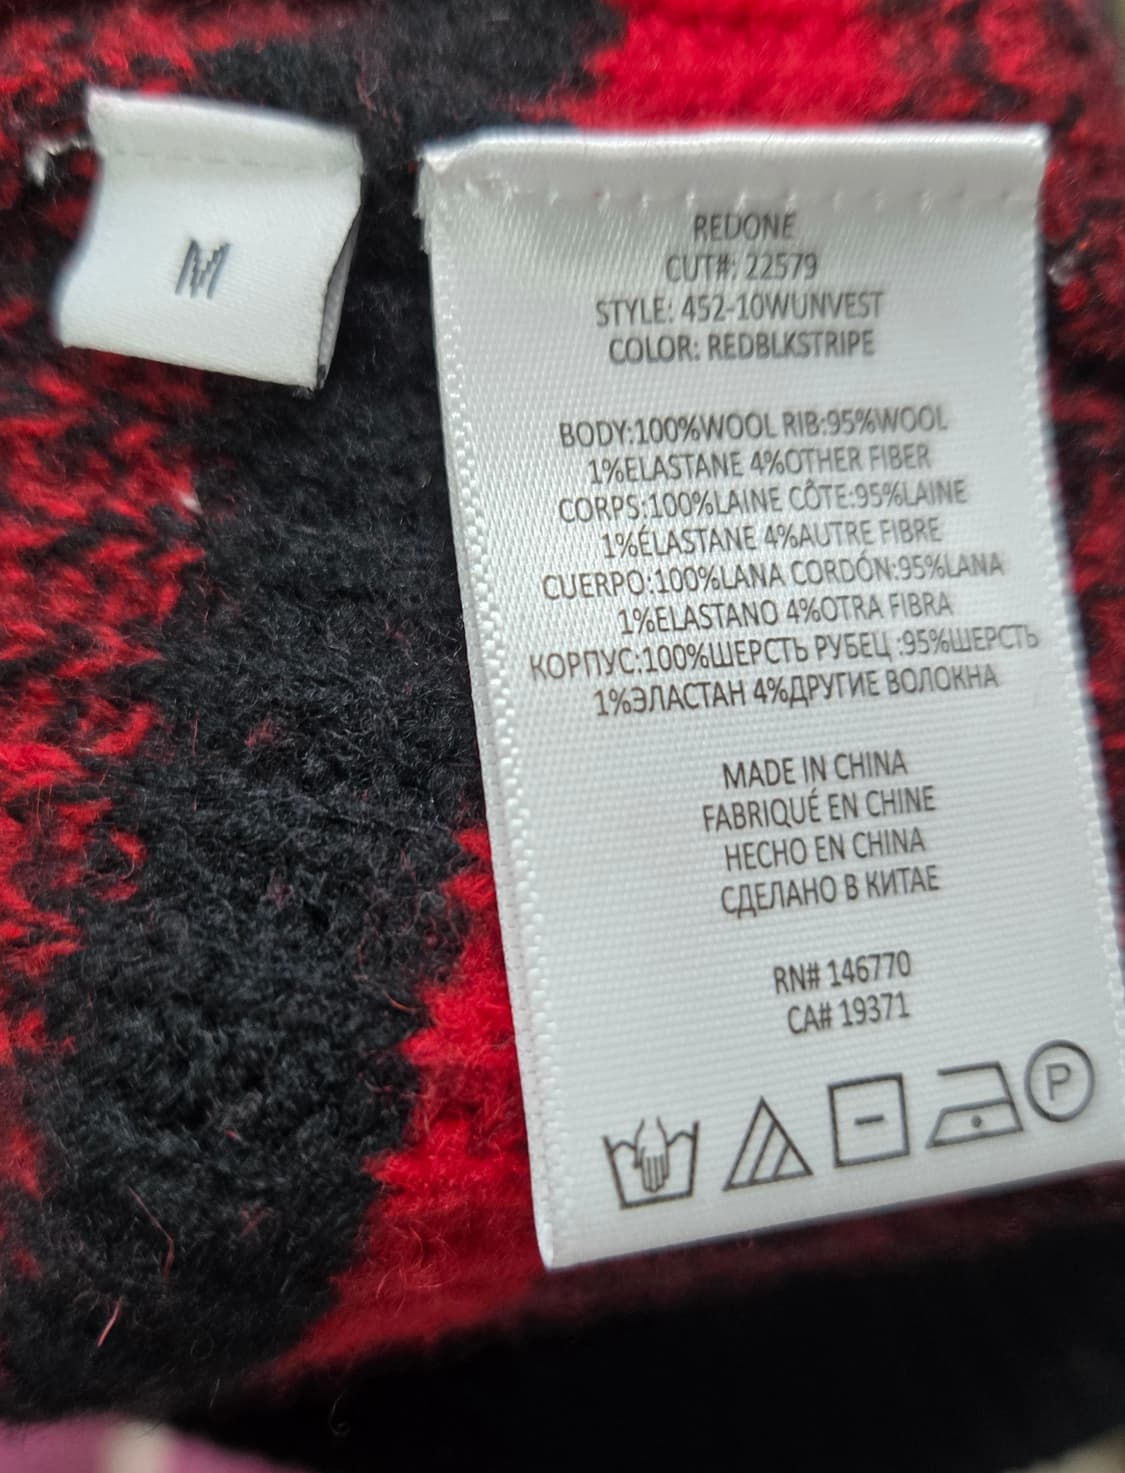 M
REDONE
CUT#: 22579
STYLE: 452-10WUNVEST
COLOR: REDBLKSTRIPE
BODY:100%WOOL RIB:95%WOOL
1%ELASTANE 4%OTHER FIBER
CORPS:100%LAINE CÔTE:95%LAINE
1%ÉLASTANE 4%AUTRE FIBRE
CUERPO:100%LANA CORDÓN:95%LANA
1%ELASTANO 4%OTRA FIBRA
КОРПУС:100%ШЕРСТЬ РУБЕЦ :95%ШЕРСТЬ
1%ЭЛАСТАН 4%ДРУГИЕ ВОЛОКНА
MADE IN CHINA
FABRIQUÉ EN CHINE
HECHO EN CHINA
СДЕЛАНО В КИТАЕ
RN# 146770
CA# 19371
P